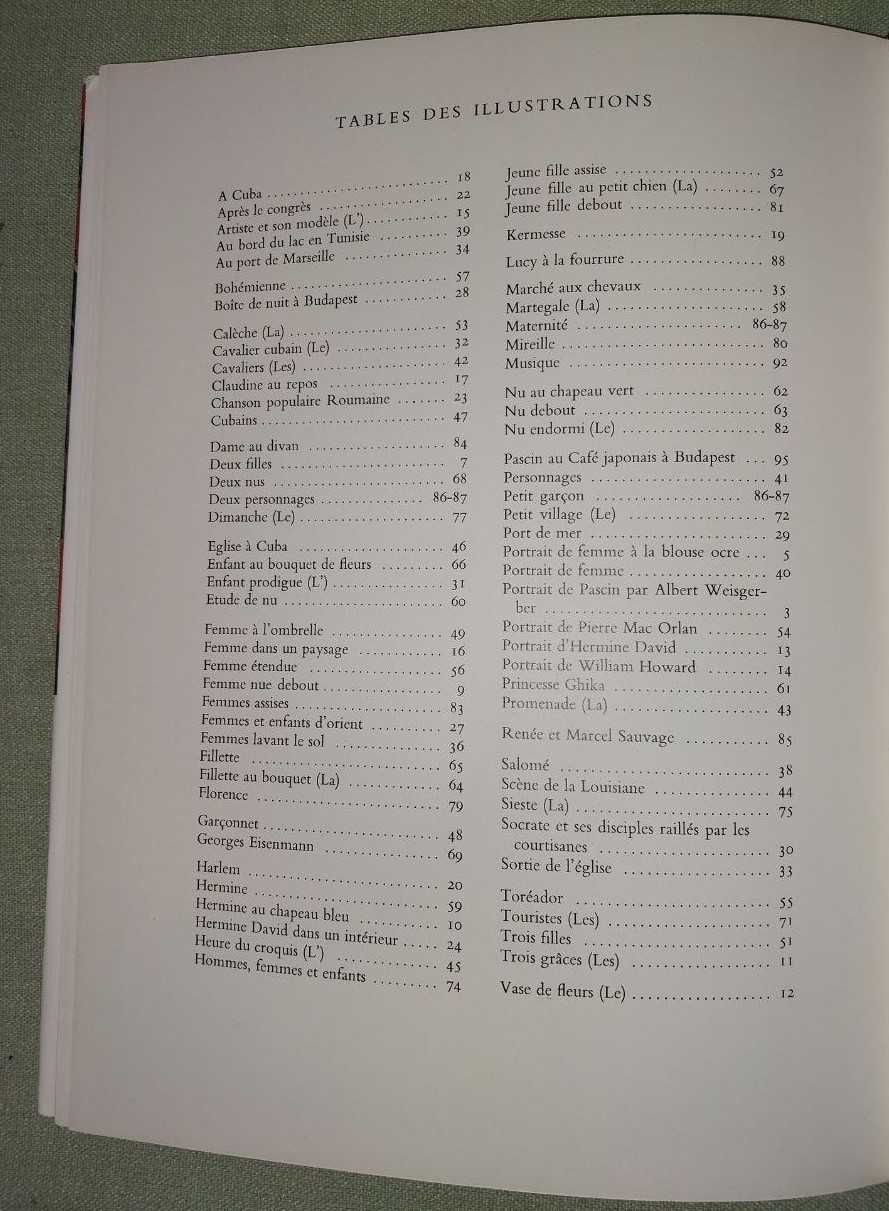 TABLES DES ILLUSTRATIONS
A Cuba .......... 18
Après le congrès .......... 22
Artiste et son modèle (L') .......... 15
Au bord du lac en Tunisie .......... 39
Au port de Marseille .......... 34
Bohémienne .......... 57
Boîte de nuit à Budapest .......... 28
Calèche (La) .......... 53
Cavalier cubain (Le) .......... 32
Cavaliers (Les) .......... 42
Claudine au repos .......... 17
Chanson populaire Roumaine .......... 23
Cubains .......... 47
Dame au divan .......... 84
Deux filles .......... 7
Deux nus .......... 68
Deux personnages .......... 86-87
Dimanche (Le) .......... 77
Eglise à Cuba .......... 46
Enfant au bouquet de fleurs .......... 66
Enfant prodigue (L') .......... 31
Etude de nu .......... 60
Femme à l'ombrelle .......... 49
Femme dans un paysage .......... 16
Femme étendue .......... 56
Femme nue debout .......... 9
Femmes assises .......... 83
Femmes et enfants d'orient .......... 27
Femmes lavant le sol .......... 36
Fillette .......... 65
Fillette au bouquet (La) .......... 64
Florence .......... 79
Garçonnet .......... 48
Georges Eisenmann .......... 69
Harlem .......... 20
Hermine .......... 59
Hermine au chapeau bleu .......... 10
Hermine David dans un intérieur ..... 24
Heure du croquis (L') .......... 45
Hommes, femmes et enfants .......... 74
Jeune fille assise .......... 52
Jeune fille au petit chien (La) .......... 67
Jeune fille debout .......... 81
Kermesse .......... 19
Lucy à la fourrure .......... 88
Marché aux chevaux .......... 35
Martegale (La) .......... 58
Maternité .......... 86-87
Mireille .......... 80
Musique .......... 92
Nu au chapeau vert .......... 62
Nu debout .......... 63
Nu endormi (Le) .......... 82
Pascin au Café japonais à Budapest ... 95
Personnages .......... 41
Petit garçon .......... 86-87
Petit village (Le) .......... 72
Port de mer .......... 29
Portrait de femme à la blouse ocre ... 5
Portrait de femme .......... 40
Portrait de Pascin par Albert Weisger-
ber .......... 3
Portrait de Pierre Mac Orlan .......... 54
Portrait d'Hermine David .......... 13
Portrait de William Howard .......... 14
Princesse Ghika .......... 61
Promenade (La) .......... 43
Renée et Marcel Sauvage .......... 85
Salomé .......... 38
Scène de la Louisiane .......... 44
Sieste (La) .......... 75
Socrate et ses disciples raillés par les
courtisanes .......... 30
Sortie de l'église .......... 33
Toréador .......... 55
Touristes (Les) .......... 71
Trois filles .......... 51
Trois grâces (Les) .......... 11
Vase de fleurs (Le) .......... 12